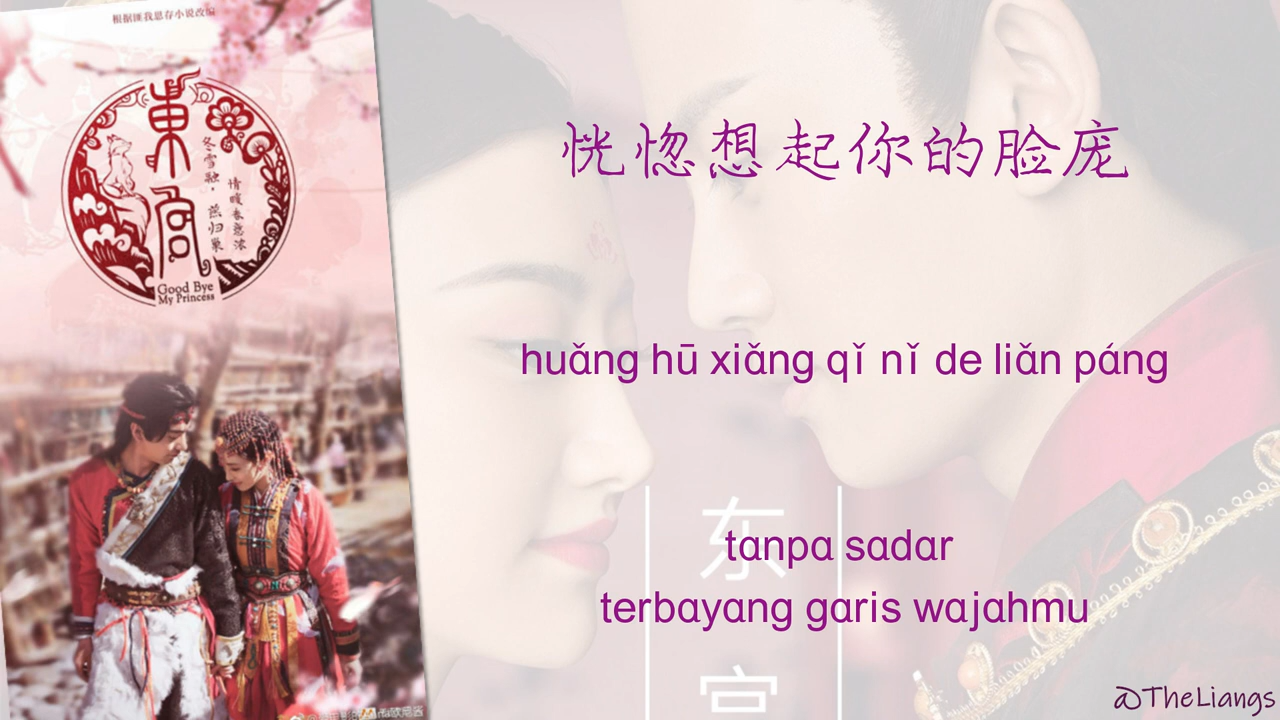 根据匪我思存小说改编
東宮
冬雪融，燕归巢
情暖春意浓
Good Bye
My Princess
恍惚想起你的脸庞
huǎng hū xiǎng qǐ nǐ de liǎn páng
东宫
tanpa sadar
terbayang garis wajahmu
@TheLiangs